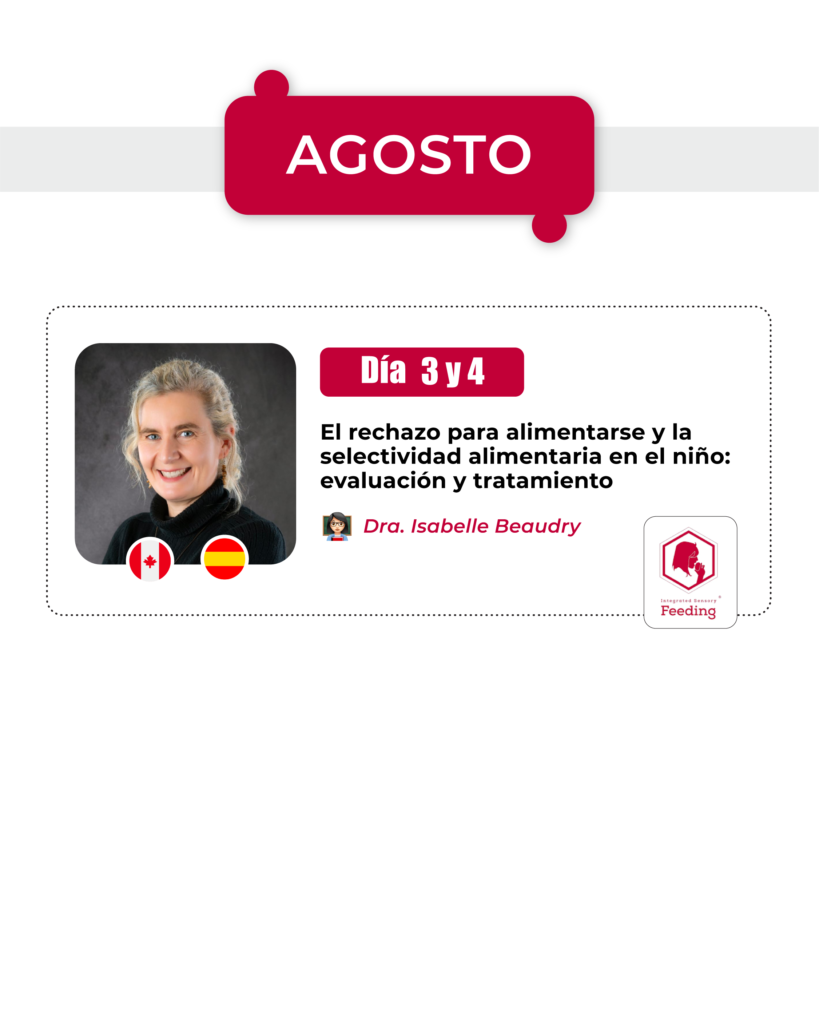 AGOSTO
Día 3 y 4
El rechazo para alimentarse y la
selectividad alimentaria en el niño:
evaluación y tratamiento
Dra. Isabelle Beaudry
Integrated Sensory ®
Feeding